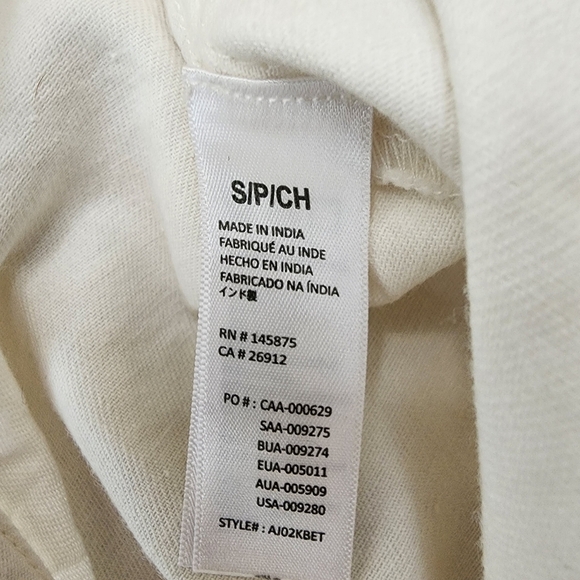 S/P/CH
MADE IN INDIA
FABRIQUÉ AU INDE
HECHO EN INDIA
FABRICADO NA ÍNDIA
インド製
RN # 145875
CA # 26912
PO # : CAA-000629
SAA-009275
BUA-009274
EUA-005011
AUA-005909
USA-009280
STYLE# : AJ02KBET